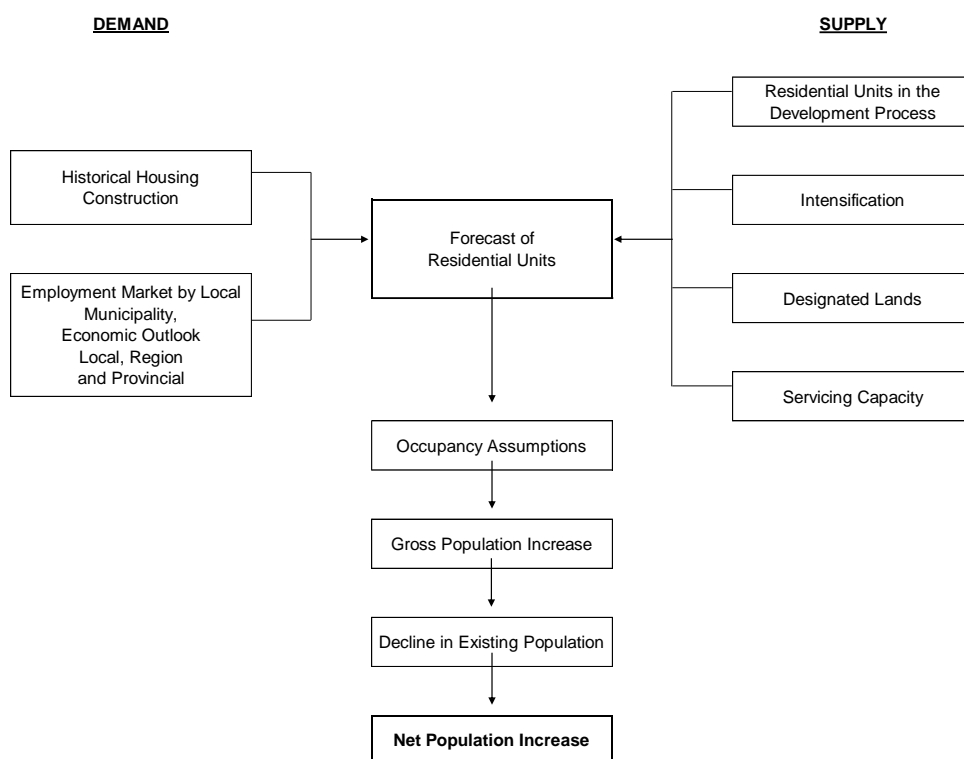 DEMAND
SUPPLY
Historical Housing
Construction
Employment Market by Local
Municipality,
Economic Outlook
Local, Region
and Provincial
Forecast of
Residential Units
Residential Units in the
Development Process
Intensification
Designated Lands
Servicing Capacity
Occupancy Assumptions
Gross Population Increase
Decline in Existing Population
Net Population Increase